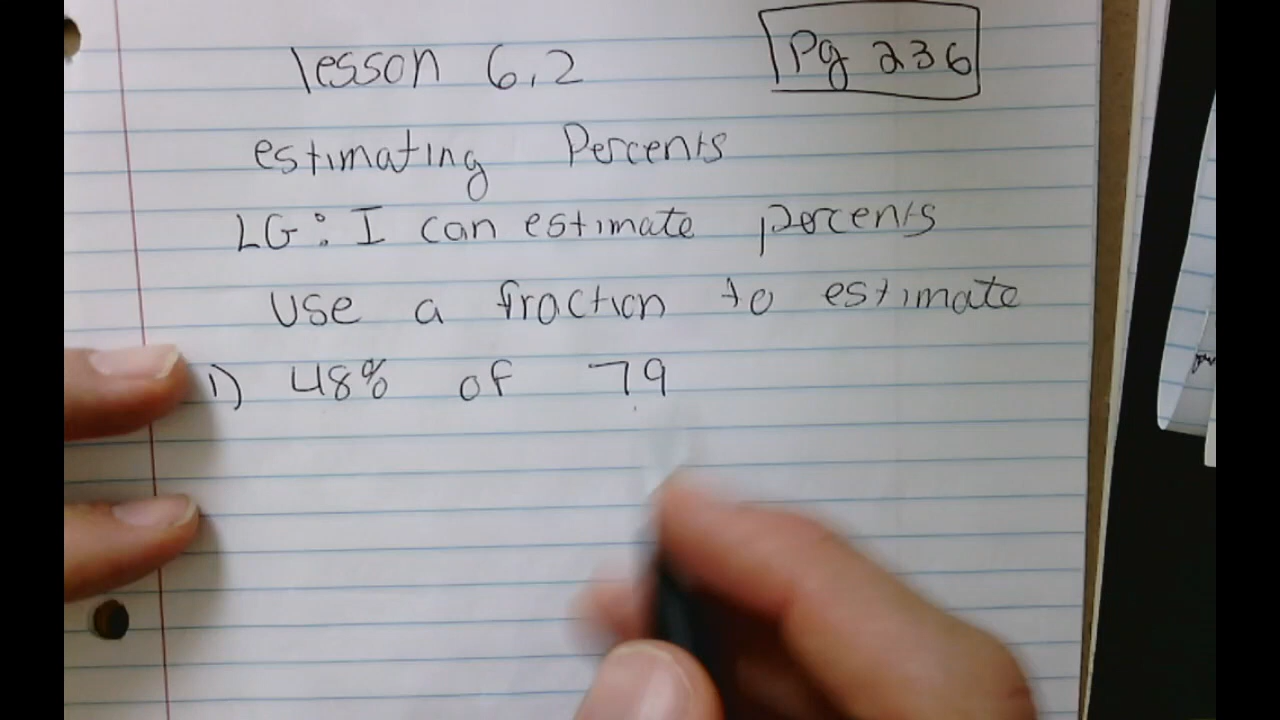 lesson 6.2
Pg 236
estimating Percents
LG: I can estimate percents
Use a fraction to estimate
1) 48% of 79